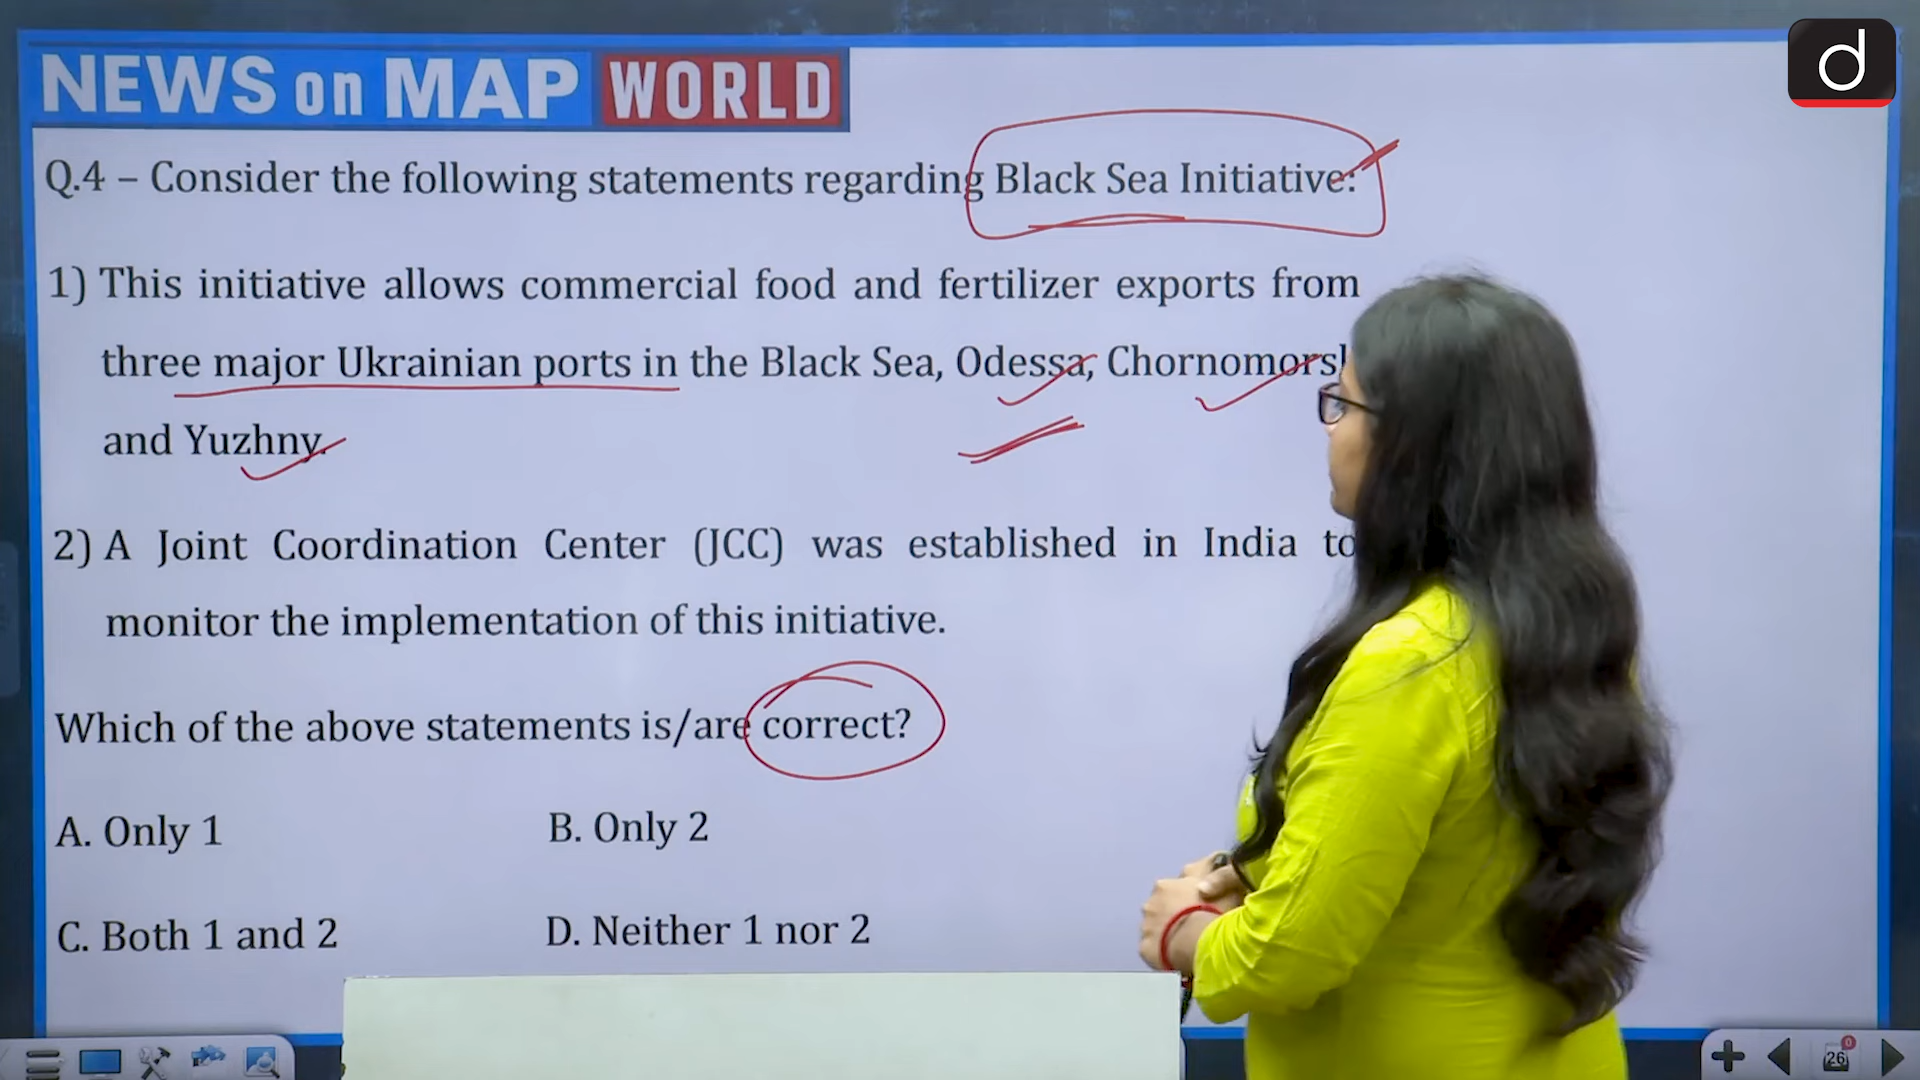 NEWS on MAP WORLD
d
Q.4 – Consider the following statements regarding Black Sea Initiative:
1) This initiative allows commercial food and fertilizer exports from
three major Ukrainian ports in the Black Sea, Odessa,
and Yuzhny.
2) A Joint Coordination Center (JCC) was established in India to
monitor the implementation of this initiative.
Which of the above statements is/are correct?
A. Only 1
B. Only 2
C. Both 1 and 2
D. Neither 1 nor 2
26
0